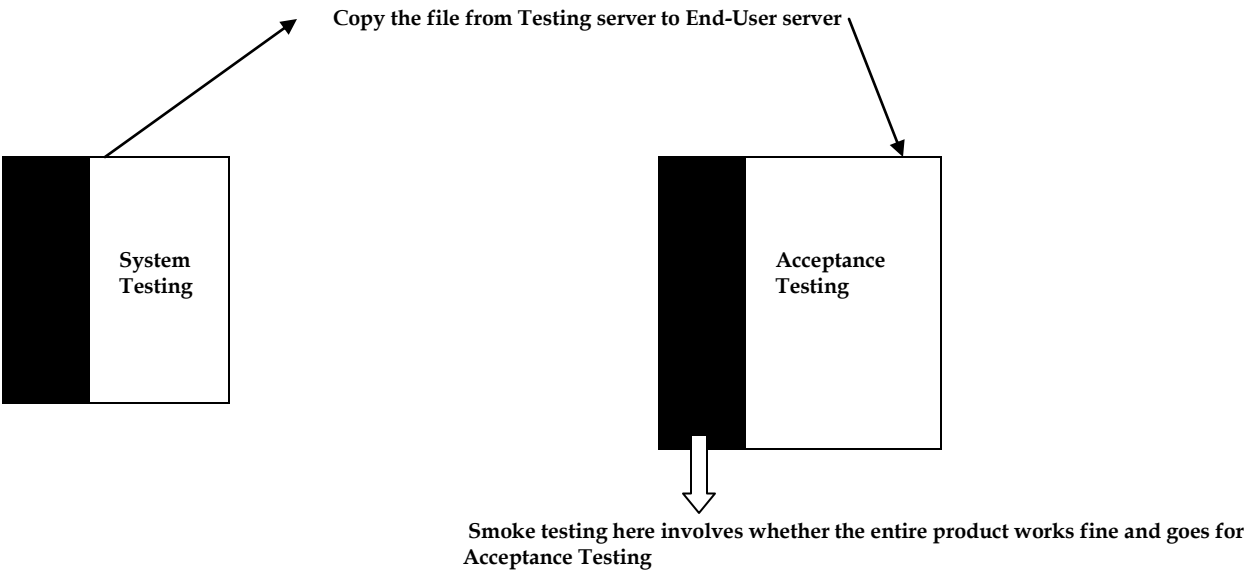 Copy the file from Testing server to End-User server
System
Testing
Acceptance
Testing
Smoke testing here involves whether the entire product works fine and goes for
Acceptance Testing